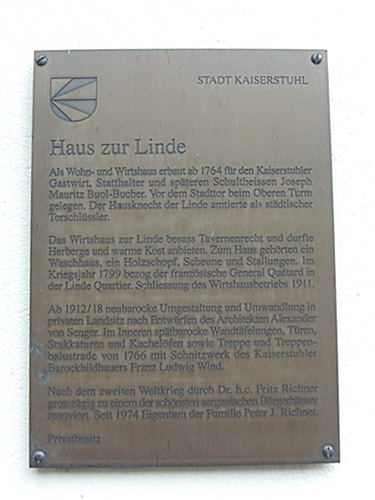 STADT KAISERSTUHL
Haus zur Linde
Als Wohn- und Wirtshaus erbaut ab 1764 für den Kaiserstuhler
Gastwirt, Statthalter und späteren Schultheissen Joseph
Mauritz Buol-Bucher. Vor dem Stadttor beim Oberen Turm
gelegen. Der Hausknecht der Linde amtierte als städtischer
Torschlüssler.
Das Wirtshaus zur Linde besass Tavernenrecht und durfte
Herberge und warme Kost anbieten. Zum Haus gehörten ein
Waschhaus, ein Holzschopf, Scheune und Stallungen. Im
Kriegsjahr 1799 bezog der französische General Quétard in
der Linde Quartier. Schliessung des Wirtshausbetriebs 1911.
Ab 1912/18 neubarocke Umgestaltung und Umwandlung in
privaten Landsitz nach Entwürfen des Architekten Alexander
von Senger. Im Inneren spätbarocke Wandtäfelungen, Türen,
Stukkaturen und Kachelöfen sowie Treppe und Treppen-
balustrade von 1766 mit Schnitzwerk des Kaiserstuhler
Barockbildhauers Franz Ludwig Wind.
Nach dem zweiten Weltkrieg durch Dr. h.c. Fritz Richner
grosszügig zu einem der schönsten aargauischen Bürgerhäuser
renoviert. Seit 1974 Eigentum der Familie Peter J. Richner.
Privatbesitz